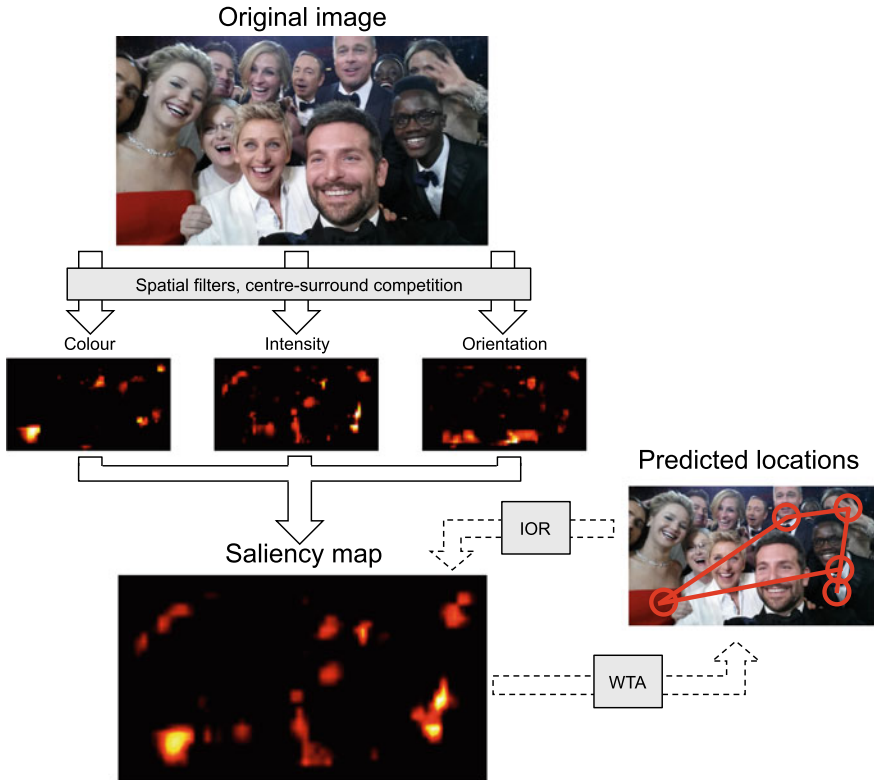 Original image
Spatial filters, centre-surround competition
Colour
Intensity
Orientation
Predicted locations
IOR
Saliency map
WTA